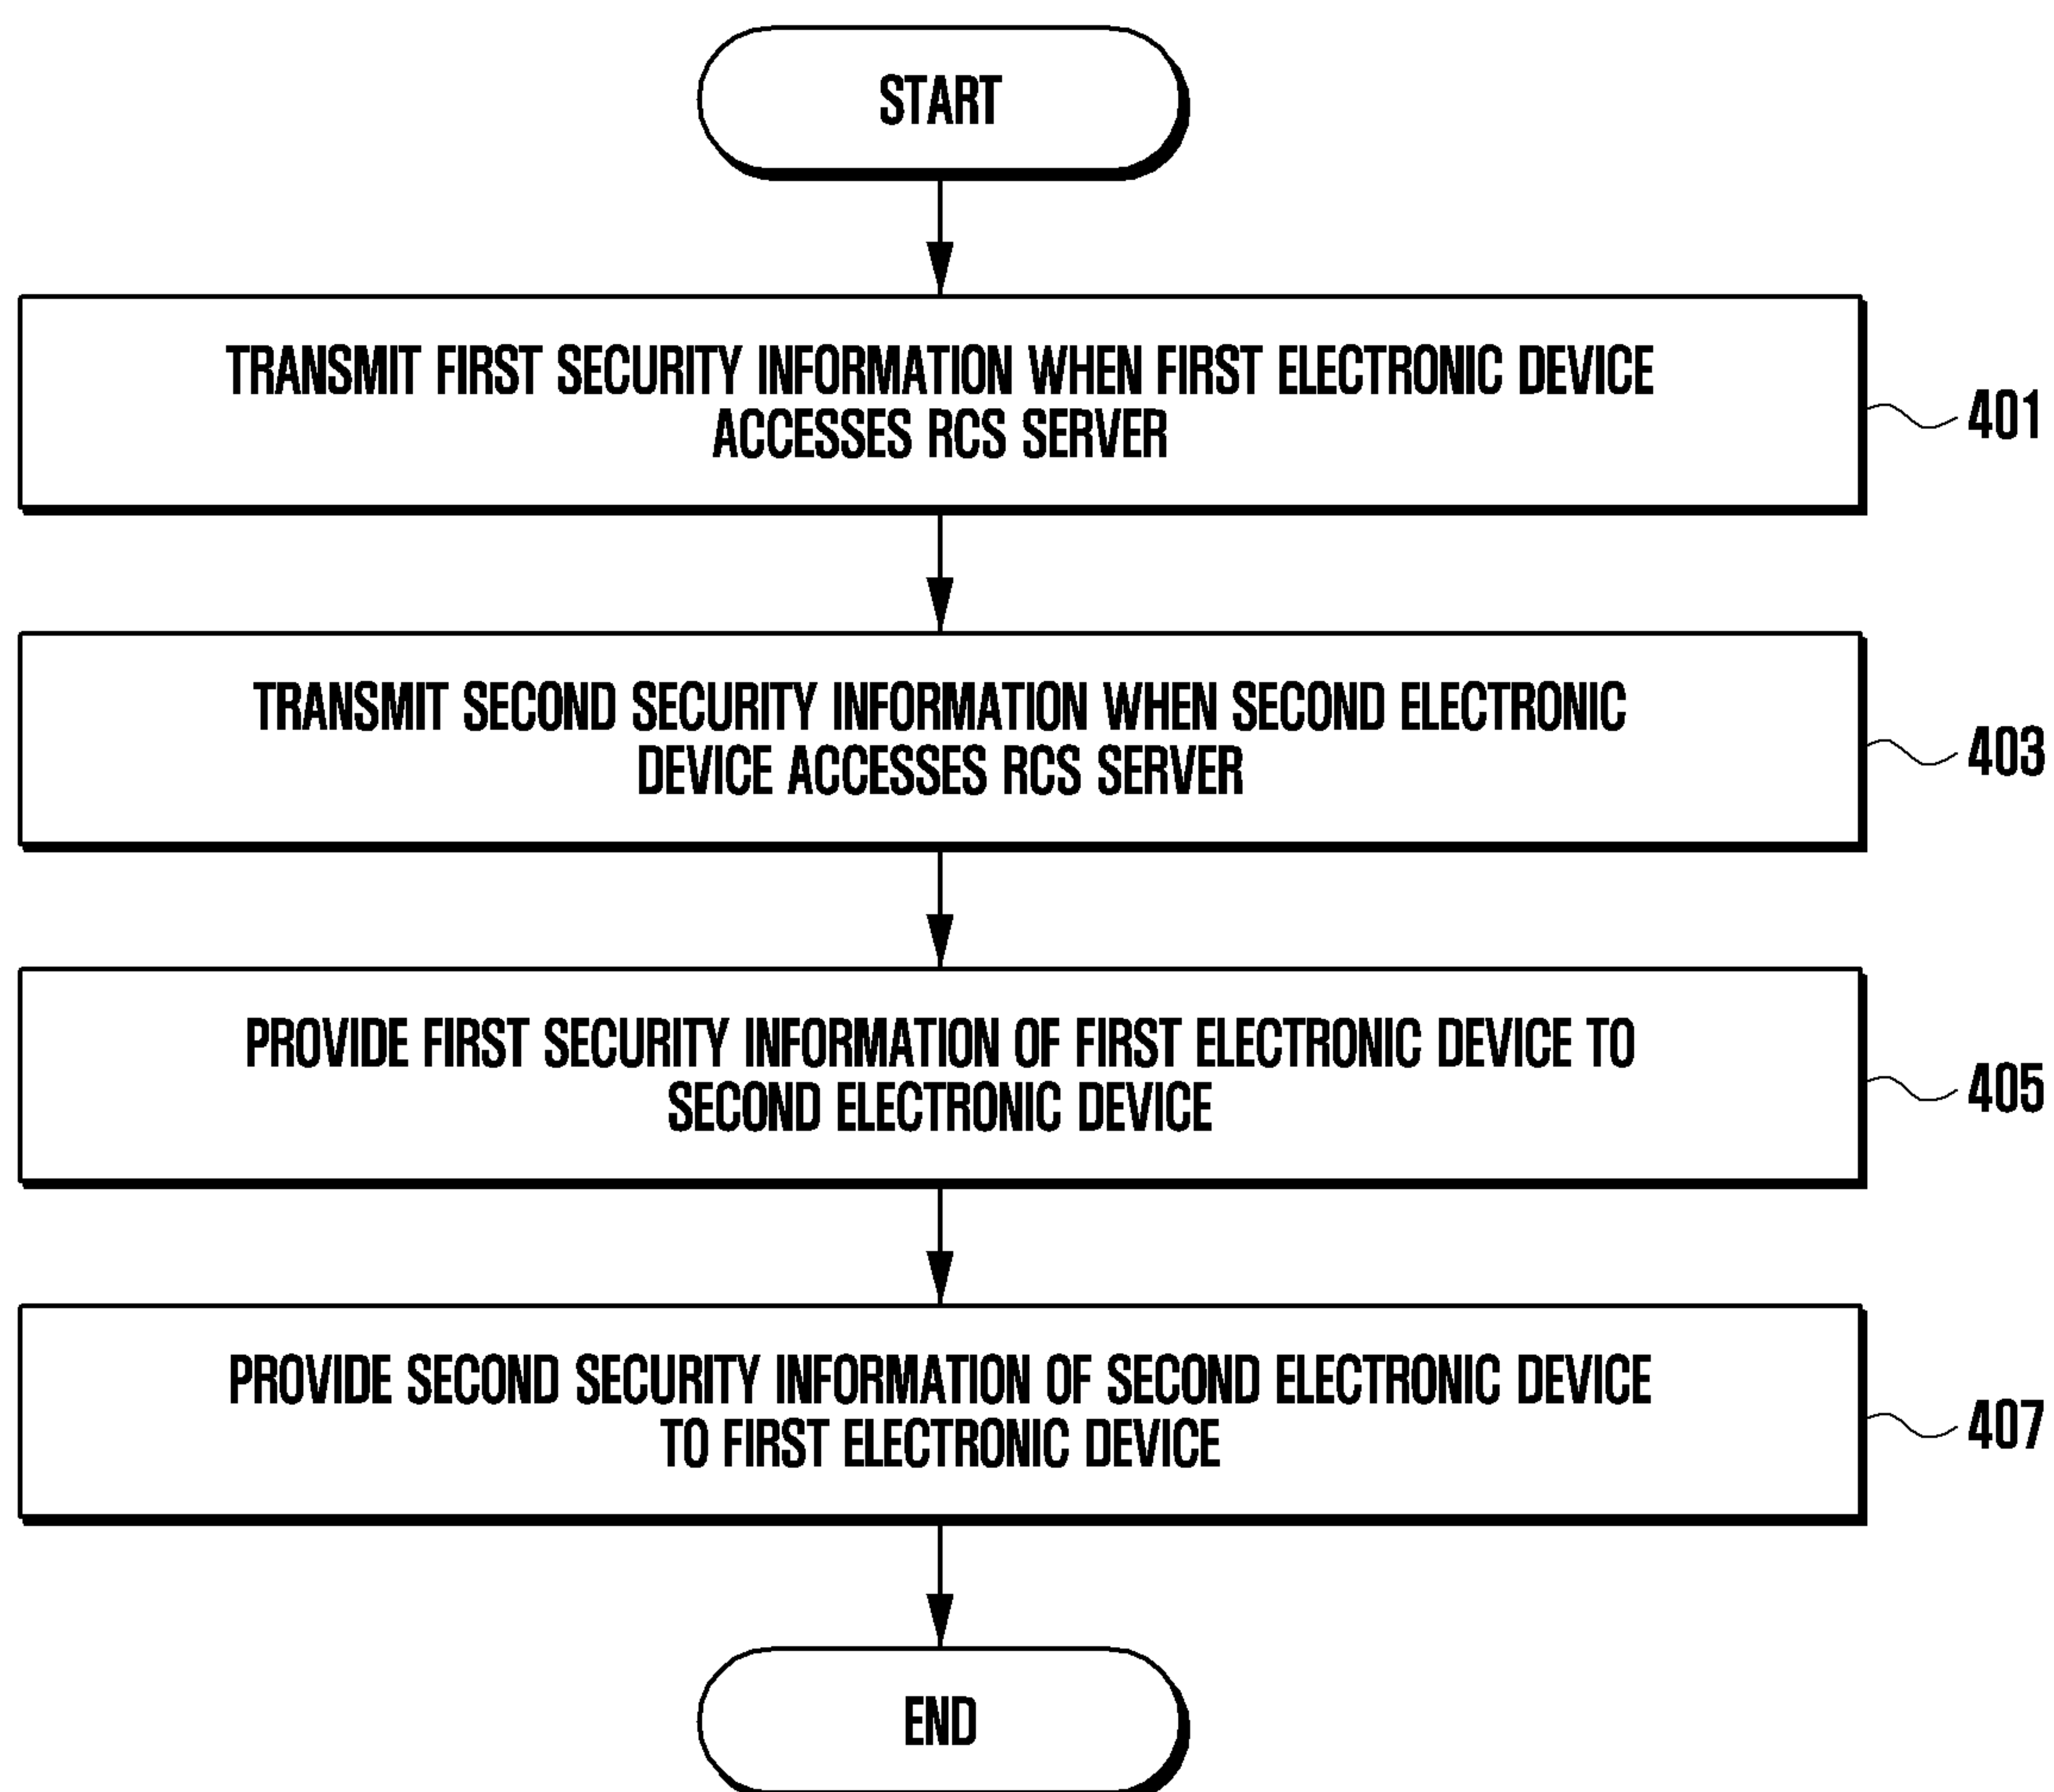 START
TRANSMIT FIRST SECURITY INFORMATION WHEN FIRST ELECTRONIC DEVICE
ACCESSES RCS SERVER
401
TRANSMIT SECOND SECURITY INFORMATION WHEN SECOND ELECTRONIC
DEVICE ACCESSES RCS SERVER
403
PROVIDE FIRST SECURITY INFORMATION OF FIRST ELECTRONIC DEVICE TO
SECOND ELECTRONIC DEVICE
405
PROVIDE SECOND SECURITY INFORMATION OF SECOND ELECTRONIC DEVICE
TO FIRST ELECTRONIC DEVICE
407
END